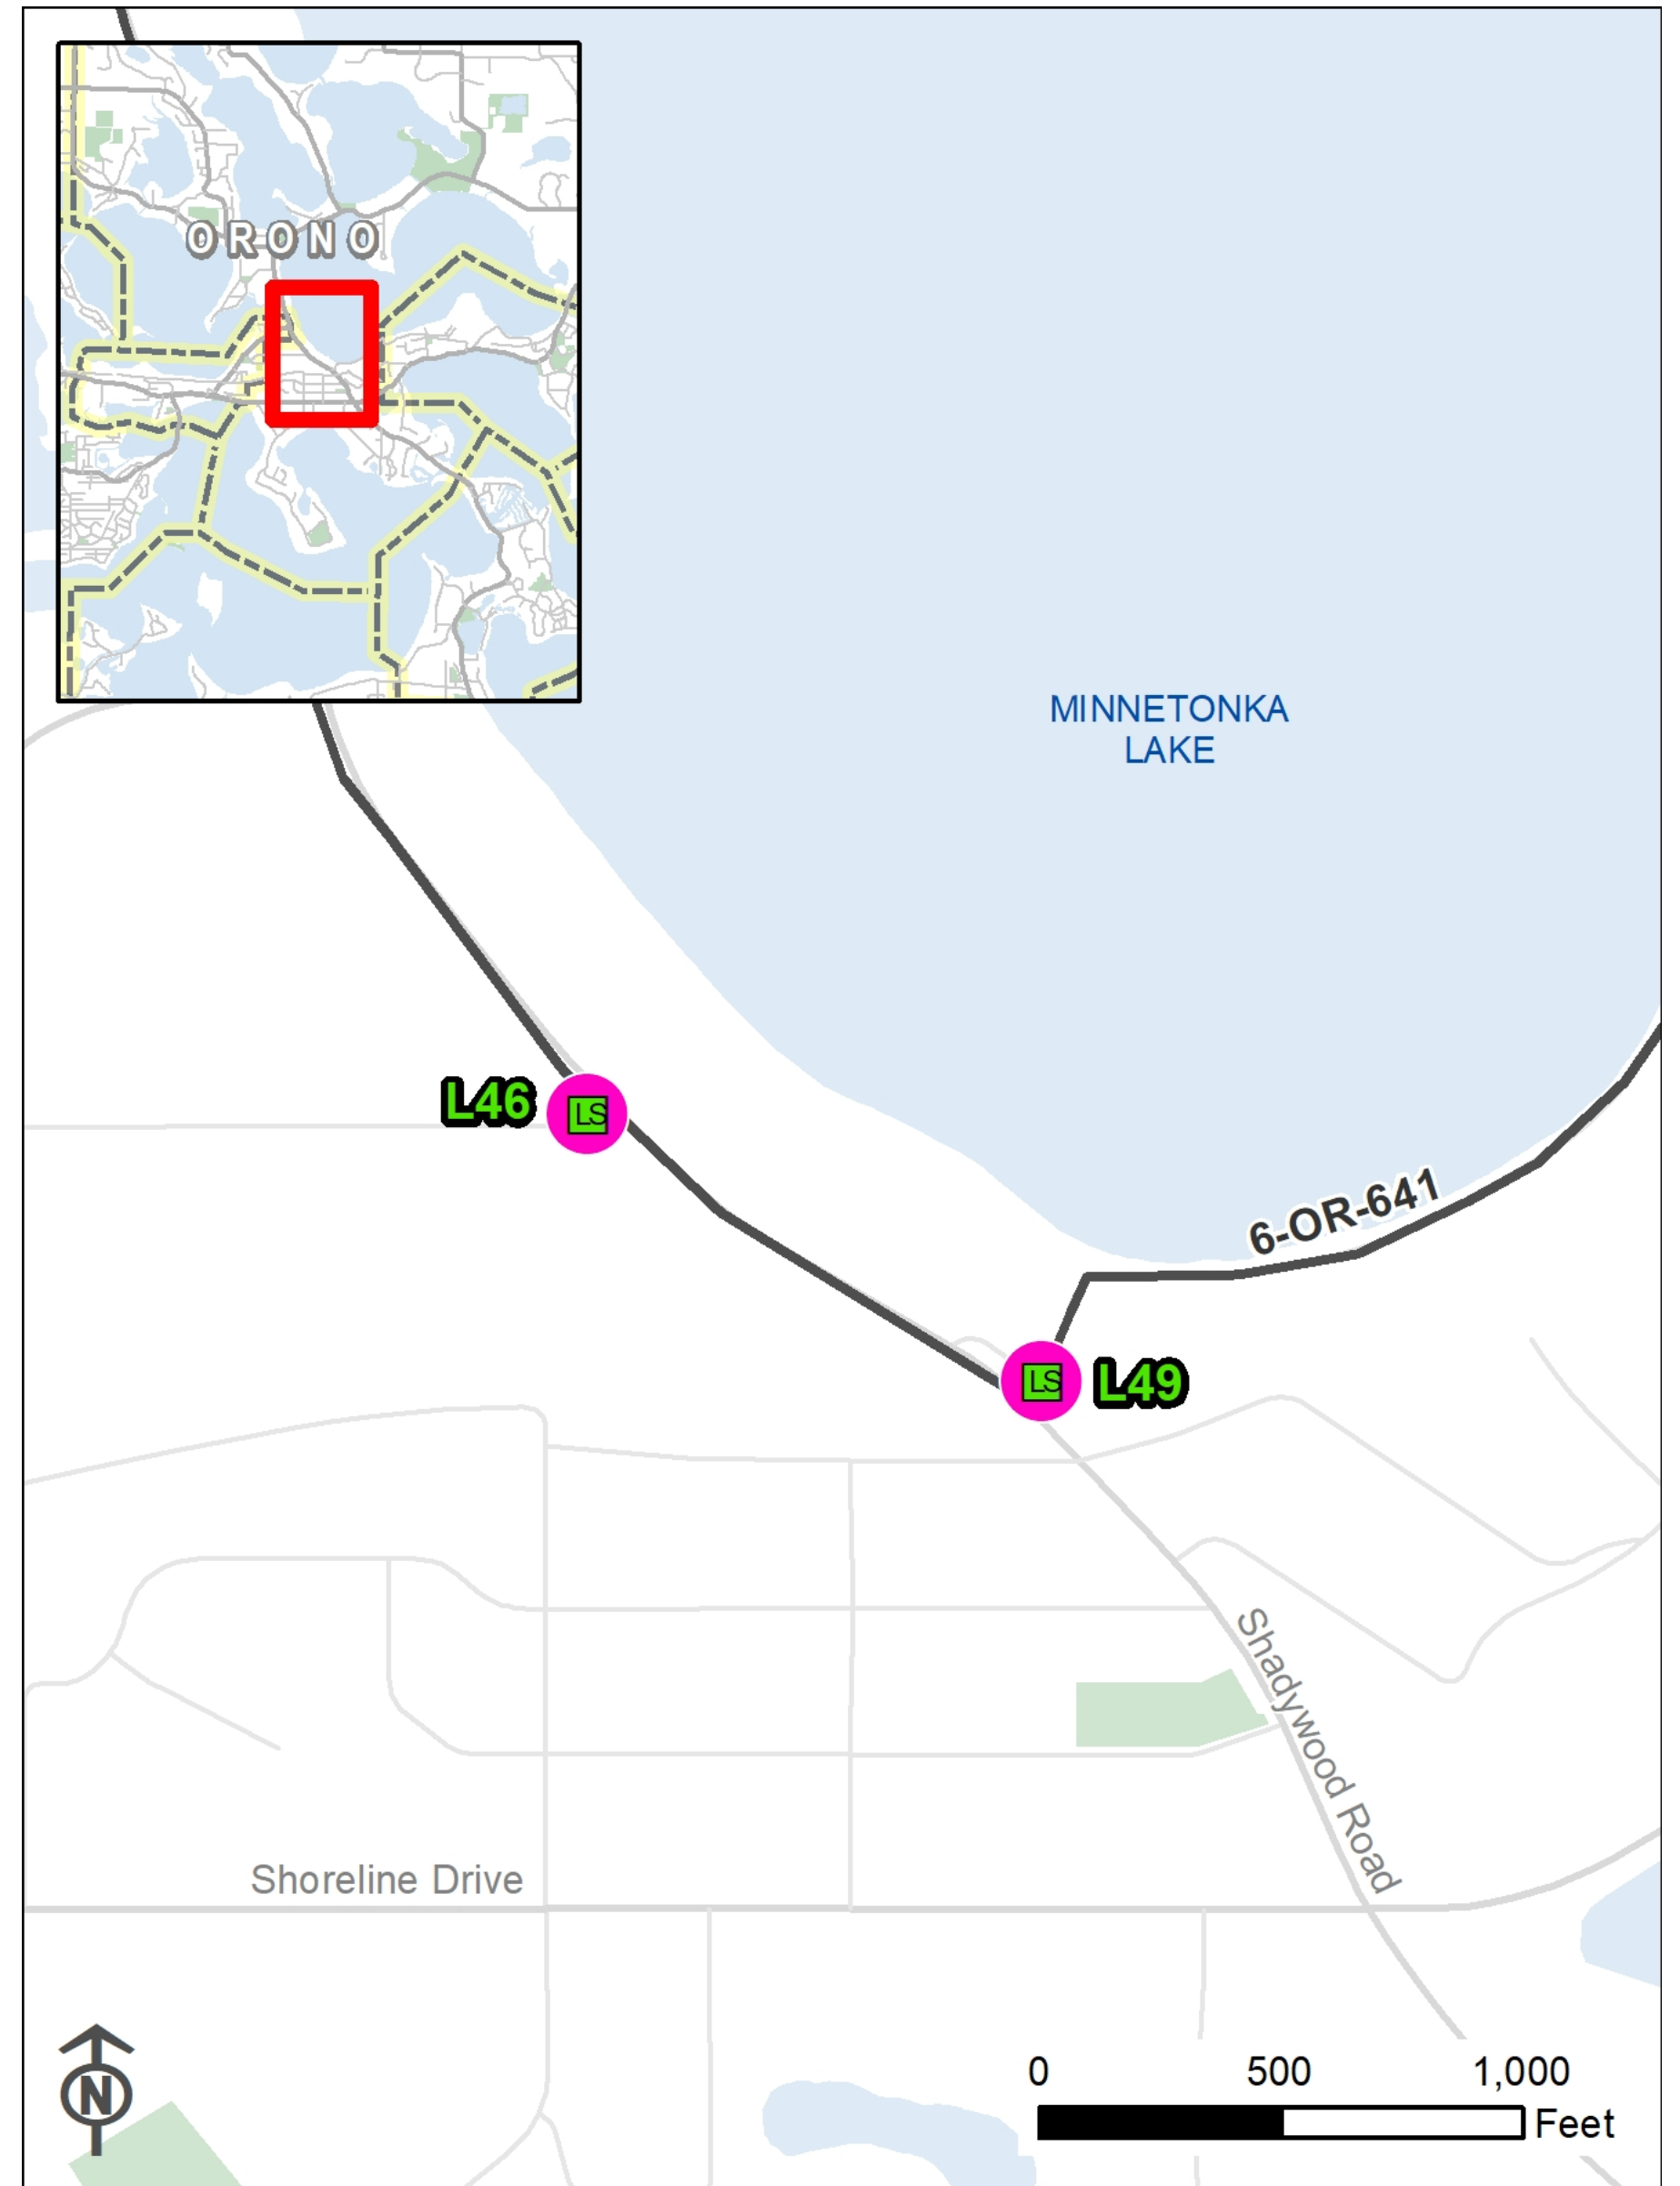 ORONO
MINNETONKA
LAKE
L46
LS
6-OR-641
LS
L49
Shadywood Road
Shoreline Drive
N
0 500 1,000
Feet